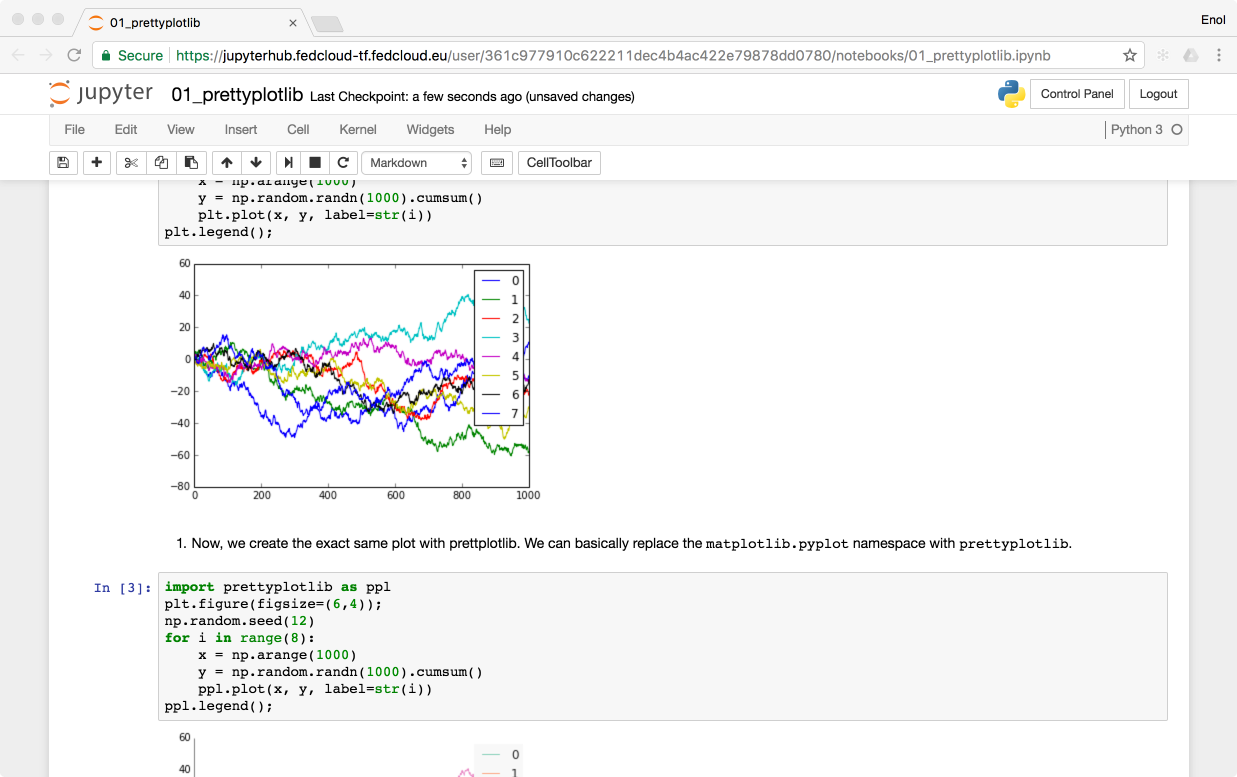 01_prettyplotlib
Enol
Secure https://jupyterhub.fedcloud-tf.fedcloud.eu/user/361c977910c622211dec4b4ac422e79878dd0780/notebooks/01_prettyplotlib.ipynb
jupyter 01_prettyplotlib Last Checkpoint: a few seconds ago (unsaved changes) Control Panel Logout
File Edit View Insert Cell Kernel Widgets Help Python 3
Markdown CellToolbar
x = np.arange(1000)
y = np.random.randn(1000).cumsum()
plt.plot(x, y, label=str(i))
plt.legend();
60
40
20
0
−20
−40
−60
−80
0 200 400 600 800 1000
0
1
2
3
4
5
6
7
1. Now, we create the exact same plot with prettplotlib. We can basically replace the matplotlib.pyplot namespace with prettyplotlib.
In [3]:
import prettyplotlib as ppl
plt.figure(figsize=(6,4));
np.random.seed(12)
for i in range(8):
x = np.arange(1000)
y = np.random.randn(1000).cumsum()
ppl.plot(x, y, label=str(i))
ppl.legend();
60
40
0
1